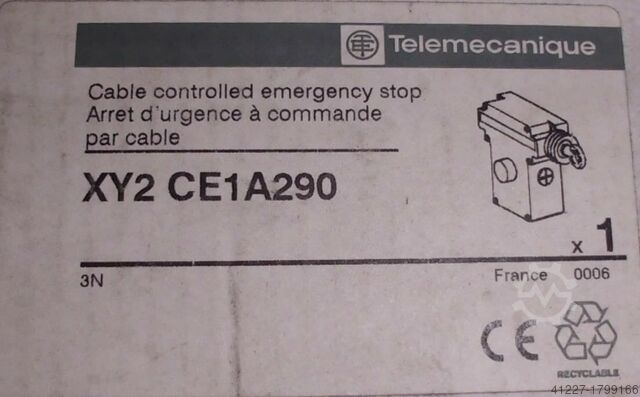 Telemecanique
Cable controlled emergency stop
Arret d'urgence à commande
par cable
XY2 CE1A290
x 1
3N
France 0006
CE
RECYCLABLE
41227-1799166